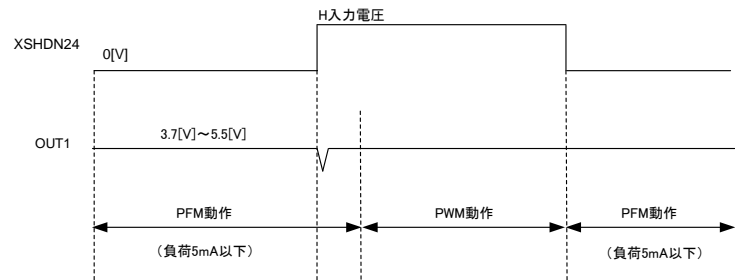 H入力電圧
XSHDN24
0[V]
3.7[V]～5.5[V]
OUT1
PFM動作
PWM動作
PFM動作
（負荷5mA以下）
（負荷5mA以下）